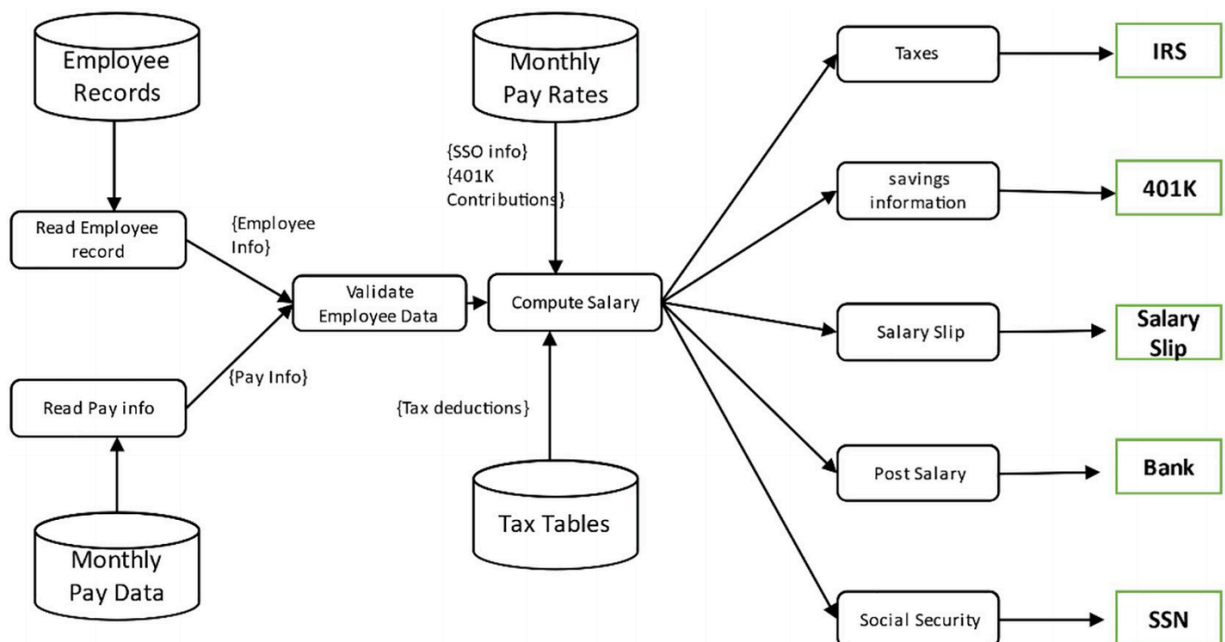 Employee
Records
Monthly
Pay Rates
Taxes
IRS
{SSO info}
{401K
Contributions}
savings
information
401K
Read Employee
record
{Employee
Info}
Validate
Employee Data
Compute Salary
Salary Slip
Salary
Slip
{Pay Info}
Read Pay info
{Tax deductions}
Post Salary
Bank
Monthly
Pay Data
Tax Tables
Social Security
SSN